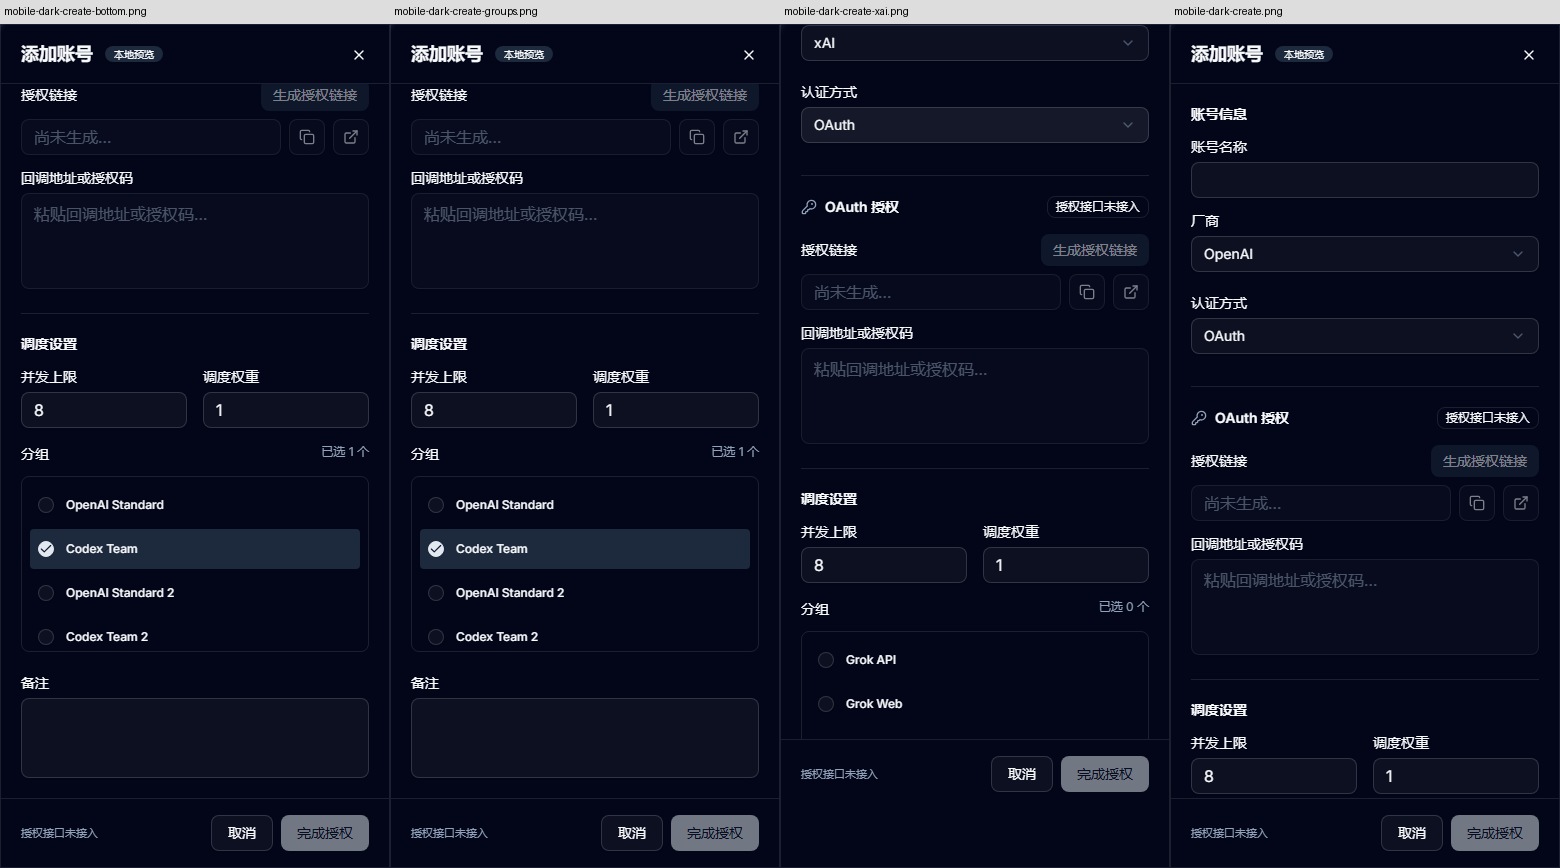 mobile-dark-create-bottom.png
添加账号 本地预览
授权链接 生成授权链接
尚未生成...
回调地址或授权码
粘贴回调地址或授权码...
调度设置
并发上限 调度权重
8 1
分组 已选 1 个
OpenAI Standard
Codex Team
OpenAI Standard 2
Codex Team 2
备注
授权接口未接入 取消 完成授权
mobile-dark-create-groups.png
添加账号 本地预览
授权链接 生成授权链接
尚未生成...
回调地址或授权码
粘贴回调地址或授权码...
调度设置
并发上限 调度权重
8 1
分组 已选 1 个
OpenAI Standard
Codex Team
OpenAI Standard 2
Codex Team 2
备注
授权接口未接入 取消 完成授权
mobile-dark-create-xai.png
xAI
认证方式
OAuth
OAuth 授权 授权接口未接入
授权链接 生成授权链接
尚未生成...
回调地址或授权码
粘贴回调地址或授权码...
调度设置
并发上限 调度权重
8 1
分组 已选 0 个
Grok API
Grok Web
授权接口未接入 取消 完成授权
mobile-dark-create.png
添加账号 本地预览
账号信息
账号名称
厂商
OpenAI
认证方式
OAuth
OAuth 授权 授权接口未接入
授权链接 生成授权链接
尚未生成...
回调地址或授权码
粘贴回调地址或授权码...
调度设置
并发上限 调度权重
8 1
授权接口未接入 取消 完成授权